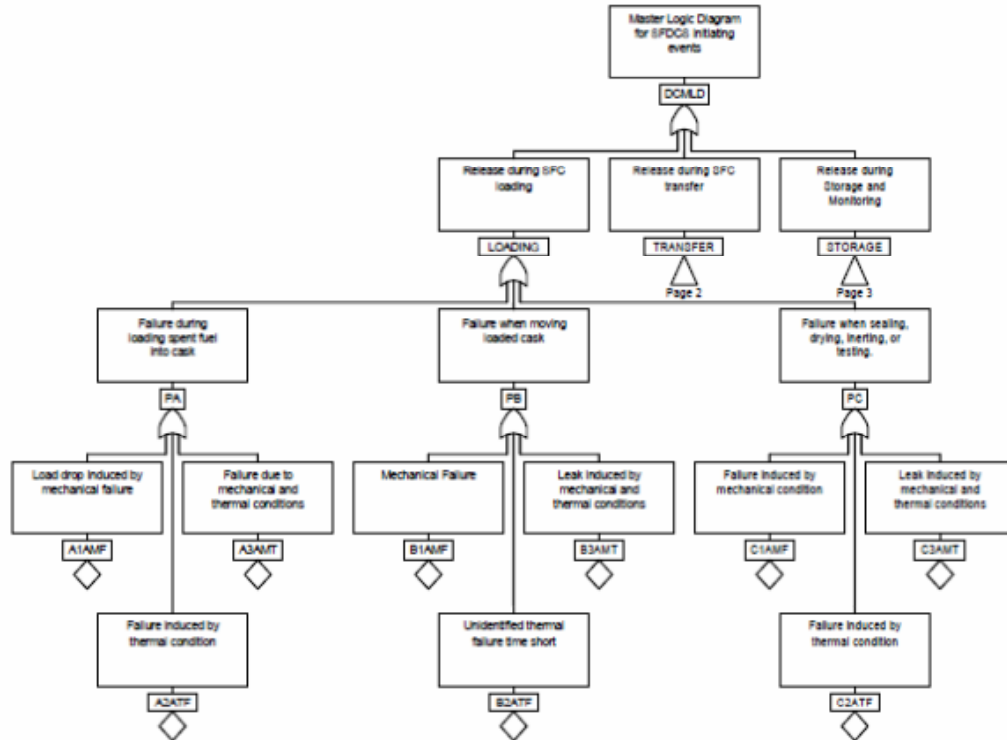 Master Logic Diagram
for SFDCS initiating
events
DCMLD
Release during SFC
loading
Release during SFC
transfer
Release during
Storage and
Monitoring
LOADING
TRANSFER
STORAGE
Page 2
Page 3
Failure during
loading spent fuel
into cask
Failure when moving
loaded cask
Failure when sealing,
drying, inerting, or
testing.
PA
PB
PC
Load drop induced by
mechanical failure
Failure due to
mechanical and
thermal conditions
Mechanical Failure
Leak induced by
mechanical and
thermal conditions
Failure induced by
mechanical condition
Leak induced by
mechanical and
thermal conditions
A1AMF
A3AMT
B1AMF
B3AMT
C1AMF
C3AMT
Failure induced by
thermal condition
Unidentified thermal
failure time short
Failure induced by
thermal condition
A2ATF
B2ATF
C2ATF